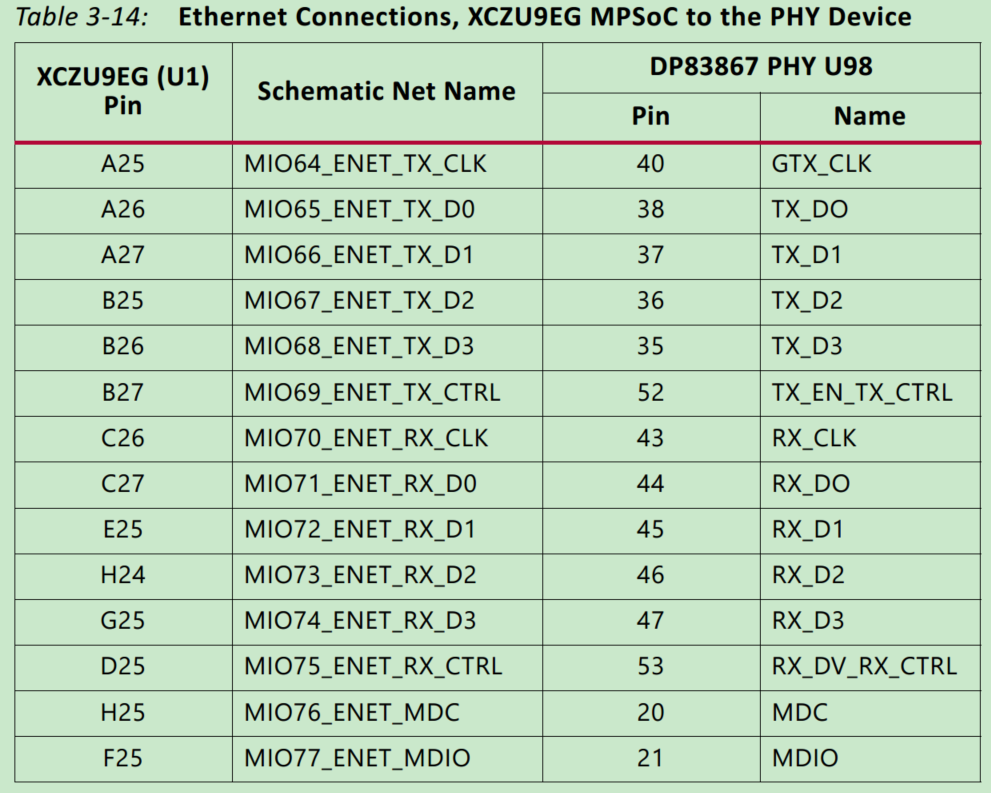 Table 3-14: Ethernet Connections, XCZU9EG MPSoC to the PHY Device
XCZU9EG (U1) Pin Schematic Net Name DP83867 PHY U98
Pin Name
A25 MIO64_ENET_TX_CLK 40 GTX_CLK
A26 MIO65_ENET_TX_D0 38 TX_DO
A27 MIO66_ENET_TX_D1 37 TX_D1
B25 MIO67_ENET_TX_D2 36 TX_D2
B26 MIO68_ENET_TX_D3 35 TX_D3
B27 MIO69_ENET_TX_CTRL 52 TX_EN_TX_CTRL
C26 MIO70_ENET_RX_CLK 43 RX_CLK
C27 MIO71_ENET_RX_D0 44 RX_DO
E25 MIO72_ENET_RX_D1 45 RX_D1
H24 MIO73_ENET_RX_D2 46 RX_D2
G25 MIO74_ENET_RX_D3 47 RX_D3
D25 MIO75_ENET_RX_CTRL 53 RX_DV_RX_CTRL
H25 MIO76_ENET_MDC 20 MDC
F25 MIO77_ENET_MDIO 21 MDIO